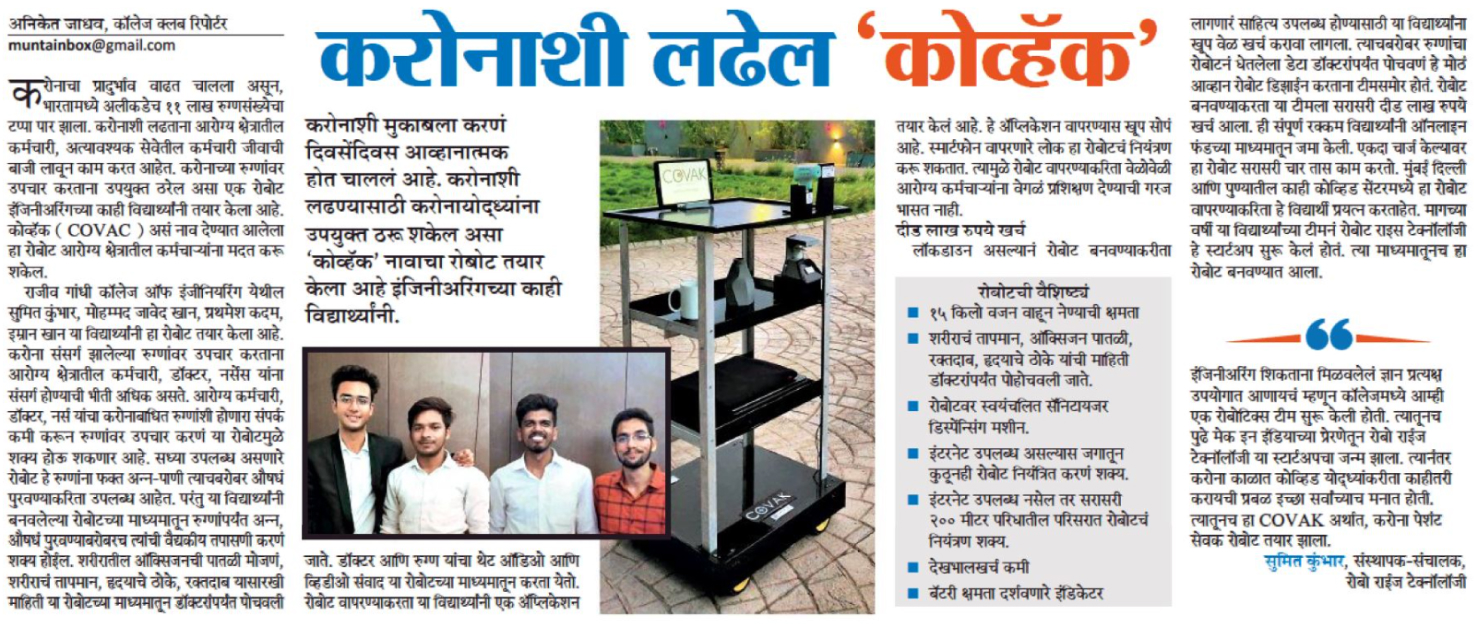 अनिकेत जाधव, कॉलेज क्लब रिपोर्टर
muntainbox@gmail.com
करोनाशी लढेल ‘कोव्हॅक’
करोनाचा प्रादुर्भाव वाढत चालला असून,
भारतामध्ये अलीकडेच ११ लाख रुग्णसंख्येचा
टप्पा पार झाला. करोनाशी लढताना आरोग्य क्षेत्रातील
कर्मचारी, अत्यावश्यक सेवेतील कर्मचारी जीवाची
बाजी लावून काम करत आहेत. करोनाच्या रुग्णांवर
उपचार करताना उपयुक्त ठरेल असा एक रोबोट
इंजिनीअरिंगच्या काही विद्यार्थ्यांनी तयार केला आहे.
कोव्हॅक ( COVAC ) असं नाव देण्यात आलेला
हा रोबोट आरोग्य क्षेत्रातील कर्मचाऱ्यांना मदत करू
शकेल.
राजीव गांधी कॉलेज ऑफ इंजीनियरिंग येथील
सुमित कुंभार, मोहम्मद जावेद खान, प्रथमेश कदम,
इम्रान खान या विद्यार्थ्यांनी हा रोबोट तयार केला आहे.
करोना संसर्ग झालेल्या रुग्णांवर उपचार करताना
आरोग्य क्षेत्रातील कर्मचारी, डॉक्टर, नर्सेस यांना
संसर्ग होण्याची भीती अधिक असते. आरोग्य कर्मचारी,
डॉक्टर, नर्स यांचा करोनाबाधित रुग्णांशी होणारा संपर्क
कमी करून रुग्णांवर उपचार करणं या रोबोटमुळे
शक्य होऊ शकणार आहे. सध्या उपलब्ध असणारे
रोबोट हे रुग्णांना फक्त अन्न-पाणी त्याचबरोबर औषधं
पुरवण्याकरिता उपलब्ध आहेत. परंतु या विद्यार्थ्यांनी
बनवलेल्या रोबोटच्या माध्यमातून रुग्णांपर्यंत अन्न,
औषधं पुरवण्याबरोबरच त्यांची वैद्यकीय तपासणी करणं
शक्य होईल. शरीरातील ऑक्सिजनची पातळी मोजणं,
शरीराचं तापमान, हृदयाचे ठोके, रक्तदाब यासारखी
माहिती या रोबोटच्या माध्यमातून डॉक्टरांपर्यंत पोचवली
करोनाशी मुकाबला करणं
दिवसेंदिवस आव्हानात्मक
होत चाललं आहे. करोनाशी
लढण्यासाठी करोनायोद्ध्यांना
उपयुक्त ठरू शकेल असा
‘कोव्हॅक’ नावाचा रोबोट तयार
केला आहे इंजिनीअरिंगच्या काही
विद्यार्थ्यांनी.
जाते. डॉक्टर आणि रुग्ण यांचा थेट ऑडिओ आणि
व्हिडीओ संवाद या रोबोटच्या माध्यमातून करता येतो.
रोबोट वापरण्याकरता या विद्यार्थ्यांनी एक ॲप्लिकेशन
COVAK
COVAK
तयार केलं आहे. हे ॲप्लिकेशन वापरण्यास खूप सोपं
आहे. स्मार्टफोन वापरणारे लोक हा रोबोटचं नियंत्रण
करू शकतात. त्यामुळे रोबोट वापरण्याकरिता वेळोवेळी
आरोग्य कर्मचाऱ्यांना वेगळं प्रशिक्षण देण्याची गरज
भासत नाही.
दीड लाख रुपये खर्च
लॉकडाउन असल्यानं रोबोट बनवण्याकरीता
रोबोटची वैशिष्ट्यं
१५ किलो वजन वाहून नेण्याची क्षमता
शरीराचं तापमान, ऑक्सिजन पातळी,
रक्तदाब, हृदयाचे ठोके यांची माहिती
डॉक्टरांपर्यंत पोहोचवली जाते.
रोबोटवर स्वयंचलित सॅनिटायजर
डिस्पेंन्सिंग मशीन.
इंटरनेट उपलब्ध असल्यास जगातून
कुठूनही रोबोट नियंत्रित करणं शक्य.
इंटरनेट उपलब्ध नसेल तर सरासरी
२०० मीटर परिधातील परिसरात रोबोटचं
नियंत्रण शक्य.
देखभालखर्च कमी
बॅटरी क्षमता दर्शवणारे इंडिकेटर
लागणारं साहित्य उपलब्ध होण्यासाठी या विद्यार्थ्यांना
खूप वेळ खर्च करावा लागला. त्याचबरोबर रुग्णांचा
रोबोटनं घेतलेला डेटा डॉक्टरांपर्यंत पोचवणं हे मोठं
आव्हान रोबोट डिझाईन करताना टीमसमोर होतं. रोबोट
बनवण्याकरता या टीमला सरासरी दीड लाख रुपये
खर्च आला. ही संपूर्ण रक्कम विद्यार्थ्यांनी ऑनलाइन
फंडच्या माध्यमातून जमा केली. एकदा चार्ज केल्यावर
हा रोबोट सरासरी चार तास काम करतो. मुंबई दिल्ली
आणि पुण्यातील काही कोव्हिड सेंटरमध्ये हा रोबोट
वापरण्याकरिता हे विद्यार्थी प्रयत्न करताहेत. मागच्या
वर्षी या विद्यार्थ्यांच्या टीमनं रोबोट राइस टेक्नॉलॉजी
हे स्टार्टअप सुरू केलं होतं. त्या माध्यमातूनच हा
रोबोट बनवण्यात आला.
“
इंजिनीअरिंग शिकताना मिळवलेलं ज्ञान प्रत्यक्ष
उपयोगात आणायचं म्हणून कॉलेजमध्ये आम्ही
एक रोबोटिक्स टीम सुरू केली होती. त्यातूनच
पुढे मेक इन इंडियाच्या प्रेरणेतून रोबो राईज
टेक्नॉलॉजी या स्टार्टअपचा जन्म झाला. त्यानंतर
करोना काळात कोव्हिड योद्ध्यांकरीता काहीतरी
करायची प्रबळ इच्छा सर्वांच्याच मनात होती.
त्यातूनच हा COVAK अर्थात, करोना पेशंट
सेवक रोबोट तयार झाला.
सुमित कुंभार, संस्थापक-संचालक,
रोबो राईज टेक्नॉलॉजी